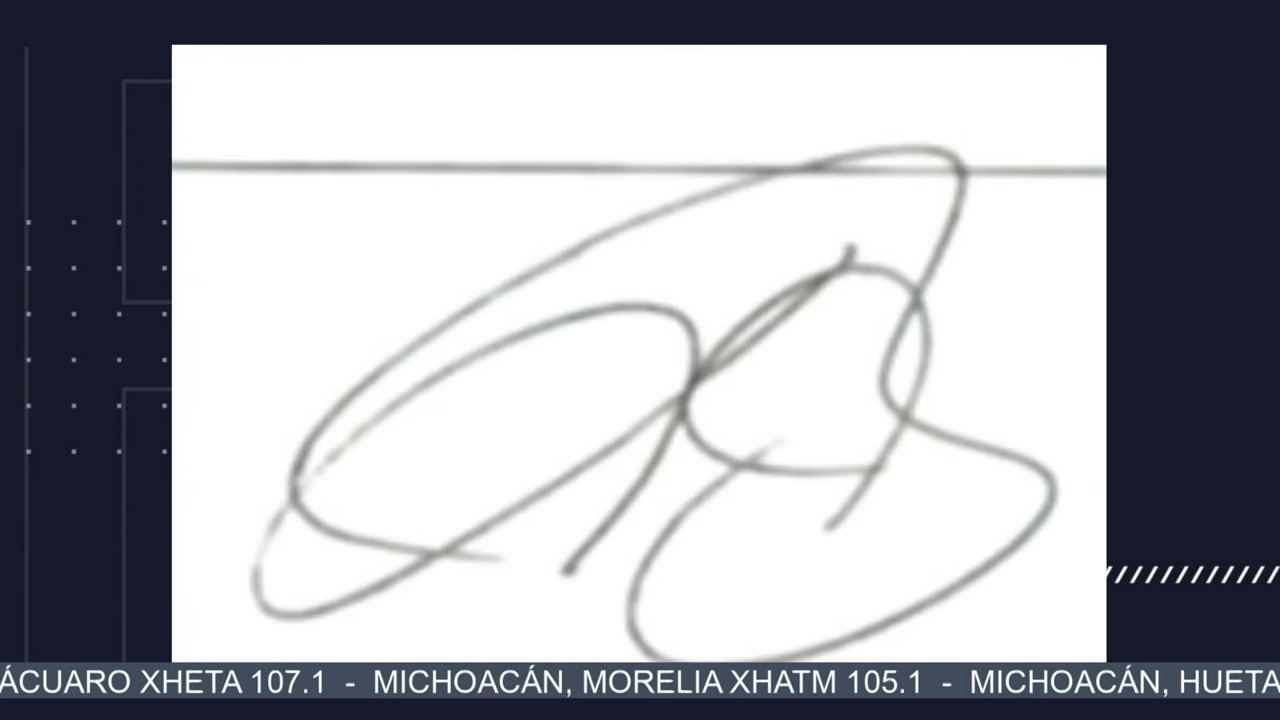 ÁCUARO XHETA 107.1 - MICHOACÁN, MORELIA XHATM 105.1 - MICHOACÁN, HUETA